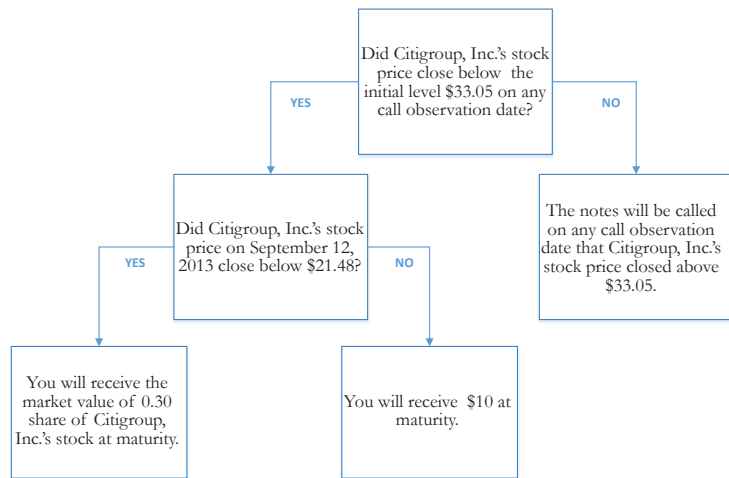 Did Citigroup, Inc.'s stock
price close below the
initial level $33.05 on any
call observation date?
YES
NO
Did Citigroup, Inc.'s stock
price on September 12,
2013 close below $21.48?
The notes will be called
on any call observation
date that Citigroup, Inc.'s
stock price closed above
$33.05.
YES
NO
You will receive the
market value of 0.30
share of Citigroup,
Inc.'s stock at maturity.
You will receive $10 at
maturity.